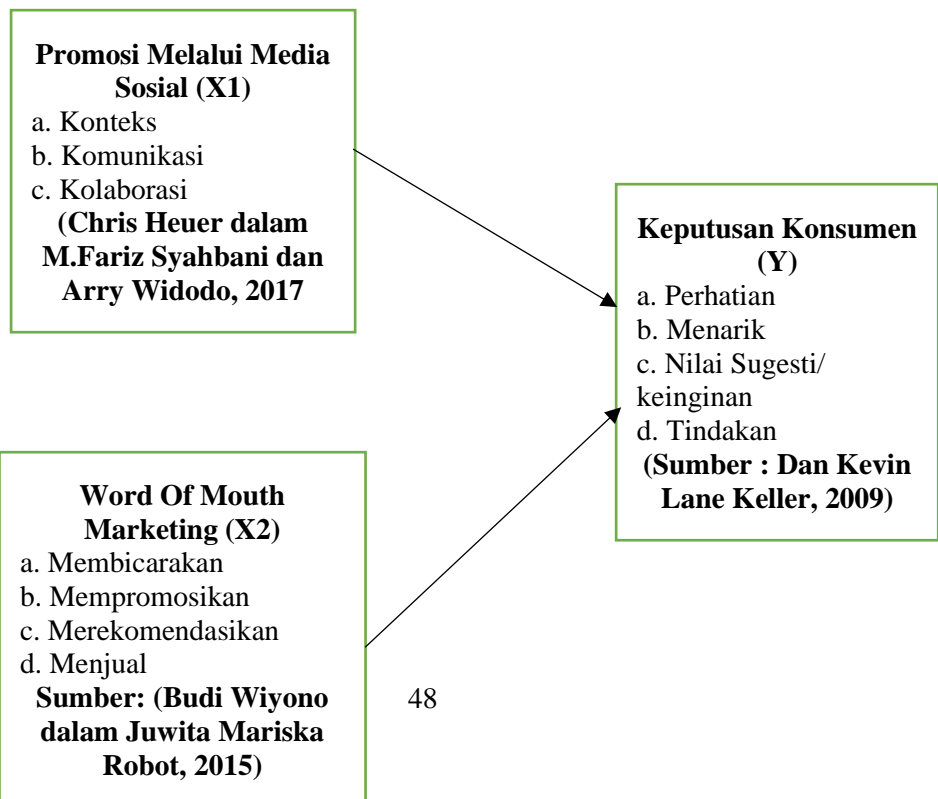 Promosi Melalui Media
Sosial (X1)
a. Konteks
b. Komunikasi
c. Kolaborasi
(Chris Heuer dalam
M.Fariz Syahbani dan
Arry Widodo, 2017
Keputusan Konsumen
(Y)
a. Perhatian
b. Menarik
c. Nilai Sugesti/
keinginan
d. Tindakan
(Sumber : Dan Kevin
Lane Keller, 2009)
Word Of Mouth
Marketing (X2)
a. Membicarakan
b. Mempromosikan
c. Merekomendasikan
d. Menjual
Sumber: (Budi Wiyono
dalam Juwita Mariska
Robot, 2015)
48